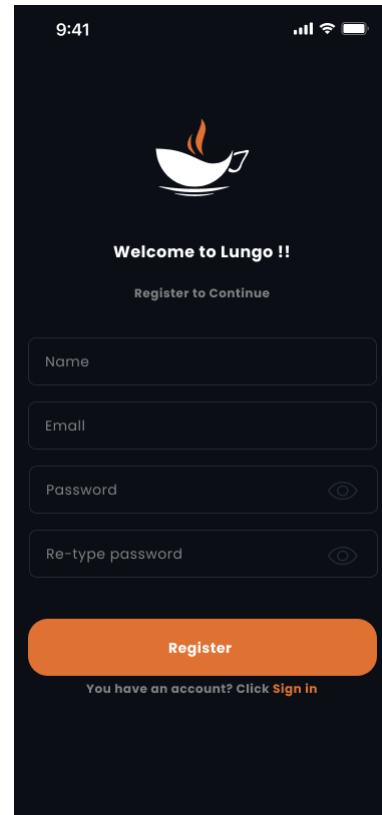 9:41
Welcome to Lungo !!
Register to Continue
Name
Emall
Password
Re-type password
Register
You have an account? Click Sign in